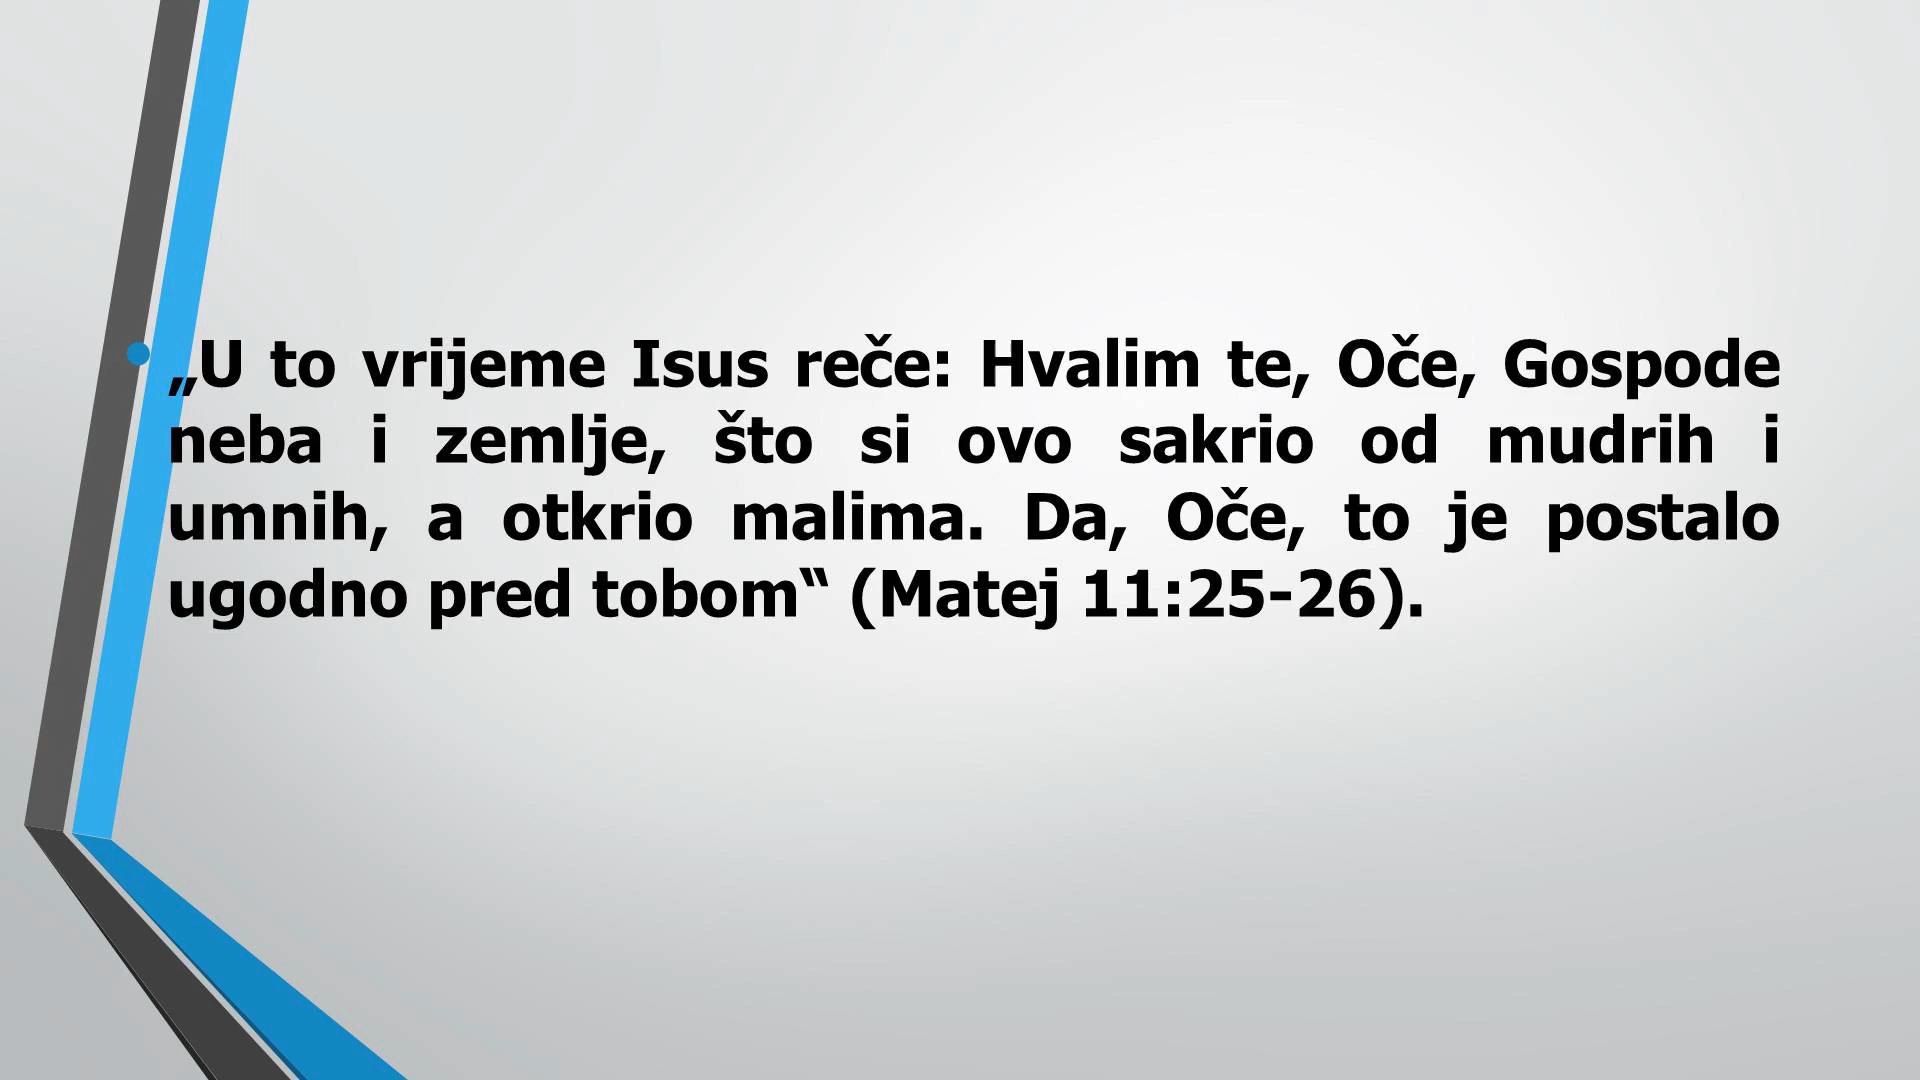 „U to vrijeme Isus reče: Hvalim te, Oče, Gospode
neba i zemlje, što si ovo sakrio od mudrih i
umnih, a otkrio malima. Da, Oče, to je postalo
ugodno pred tobom‟ (Matej 11:25-26).